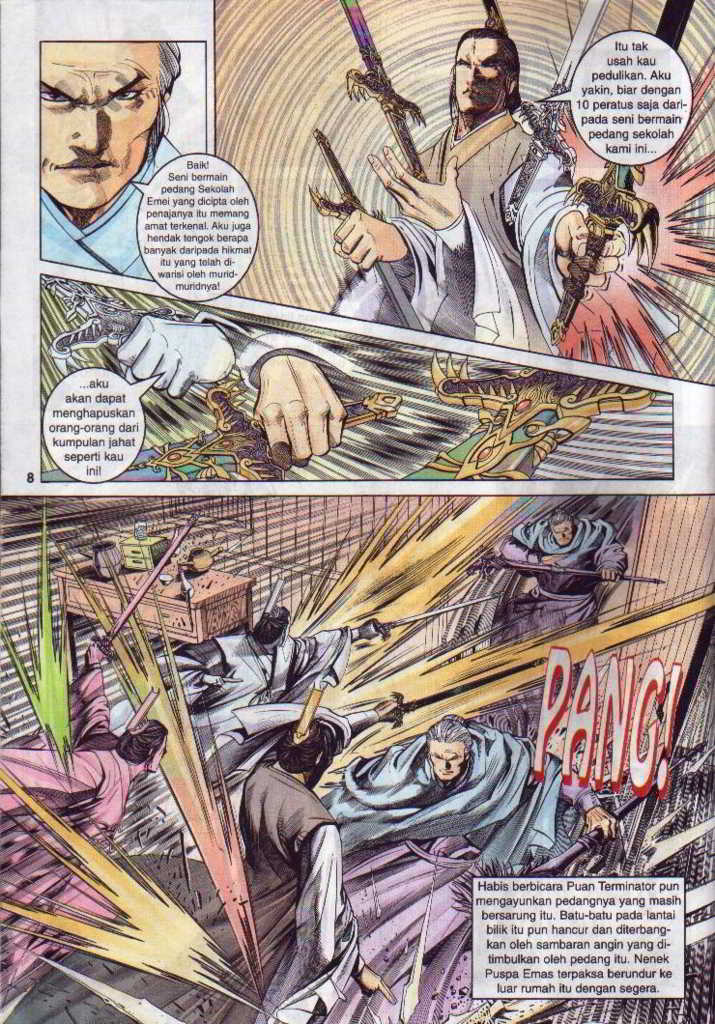 Itu tak
usah kau
pedulikan. Aku
yakin, biar dengan
10 peratus saja dari-
pada seni bermain
pedang sekolah
kami ini...
Baik!
Seni bermain
pedang Sekolah
Emei yang dicipta oleh
penajanya itu memang
amat terkenal. Aku juga
hendak tengok berapa
banyak daripada hikmat
itu yang telah di-
warisi oleh murid-
muridnya!
...aku
akan dapat
menghapuskan
orang-orang dari
kumpulan jahat
seperti kau
ini!
8
PANG!
Habis berbicara Puan Terminator pun
mengayunkan pedangnya yang masih
bersarung itu. Batu-batu pada lantai
bilik itu pun hancur dan diterbang-
kan oleh sambaran angin yang di-
timbulkan oleh pedang itu. Nenek
Puspa Emas terpaksa berundur ke
luar rumah itu dengan segera.